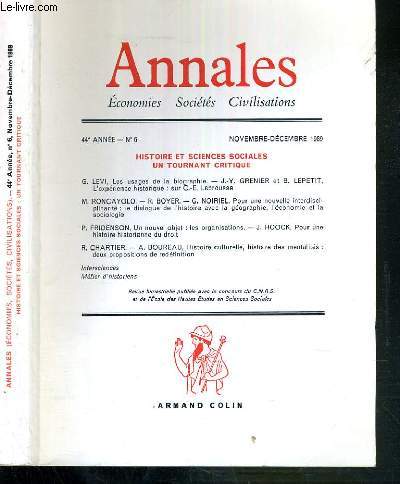 Le-livre.com
ANNALES (ÉCONOMIES, SOCIÉTÉS, CIVILISATIONS). - 44e Année, n° 6, Novembre-Décembre 1989
HISTOIRE ET SCIENCES SOCIALES : UN TOURNANT CRITIQUE
Annales
Économies Sociétés Civilisations
44e ANNÉE — N° 6 NOVEMBRE-DÉCEMBRE 1989
HISTOIRE ET SCIENCES SOCIALES
UN TOURNANT CRITIQUE
G. LEVI, Les usages de la biographie. — J.-Y. GRENIER et B. LEPETIT,
L'expérience historique : sur C.-E. Labrousse
M. RONCAYOLO. — R. BOYER. — G. NOIRIEL. Pour une nouvelle interdisci-
plinarité : le dialogue de l'histoire avec la géographie, l'économie et la
sociologie
P. FRIDENSON, Un nouvel objet : les organisations. — J. HOOCK, Pour une
histoire historienne du droit
R. CHARTIER. — A. BOUREAU, Histoire culturelle, histoire des mentalités :
deux propositions de redéfinition
Intersciences
Métier d'historiens
Revue bimestrielle publiée avec le concours du C.N.R.S.
et de l'École des Hautes Études en Sciences Sociales
ARMAND COLIN